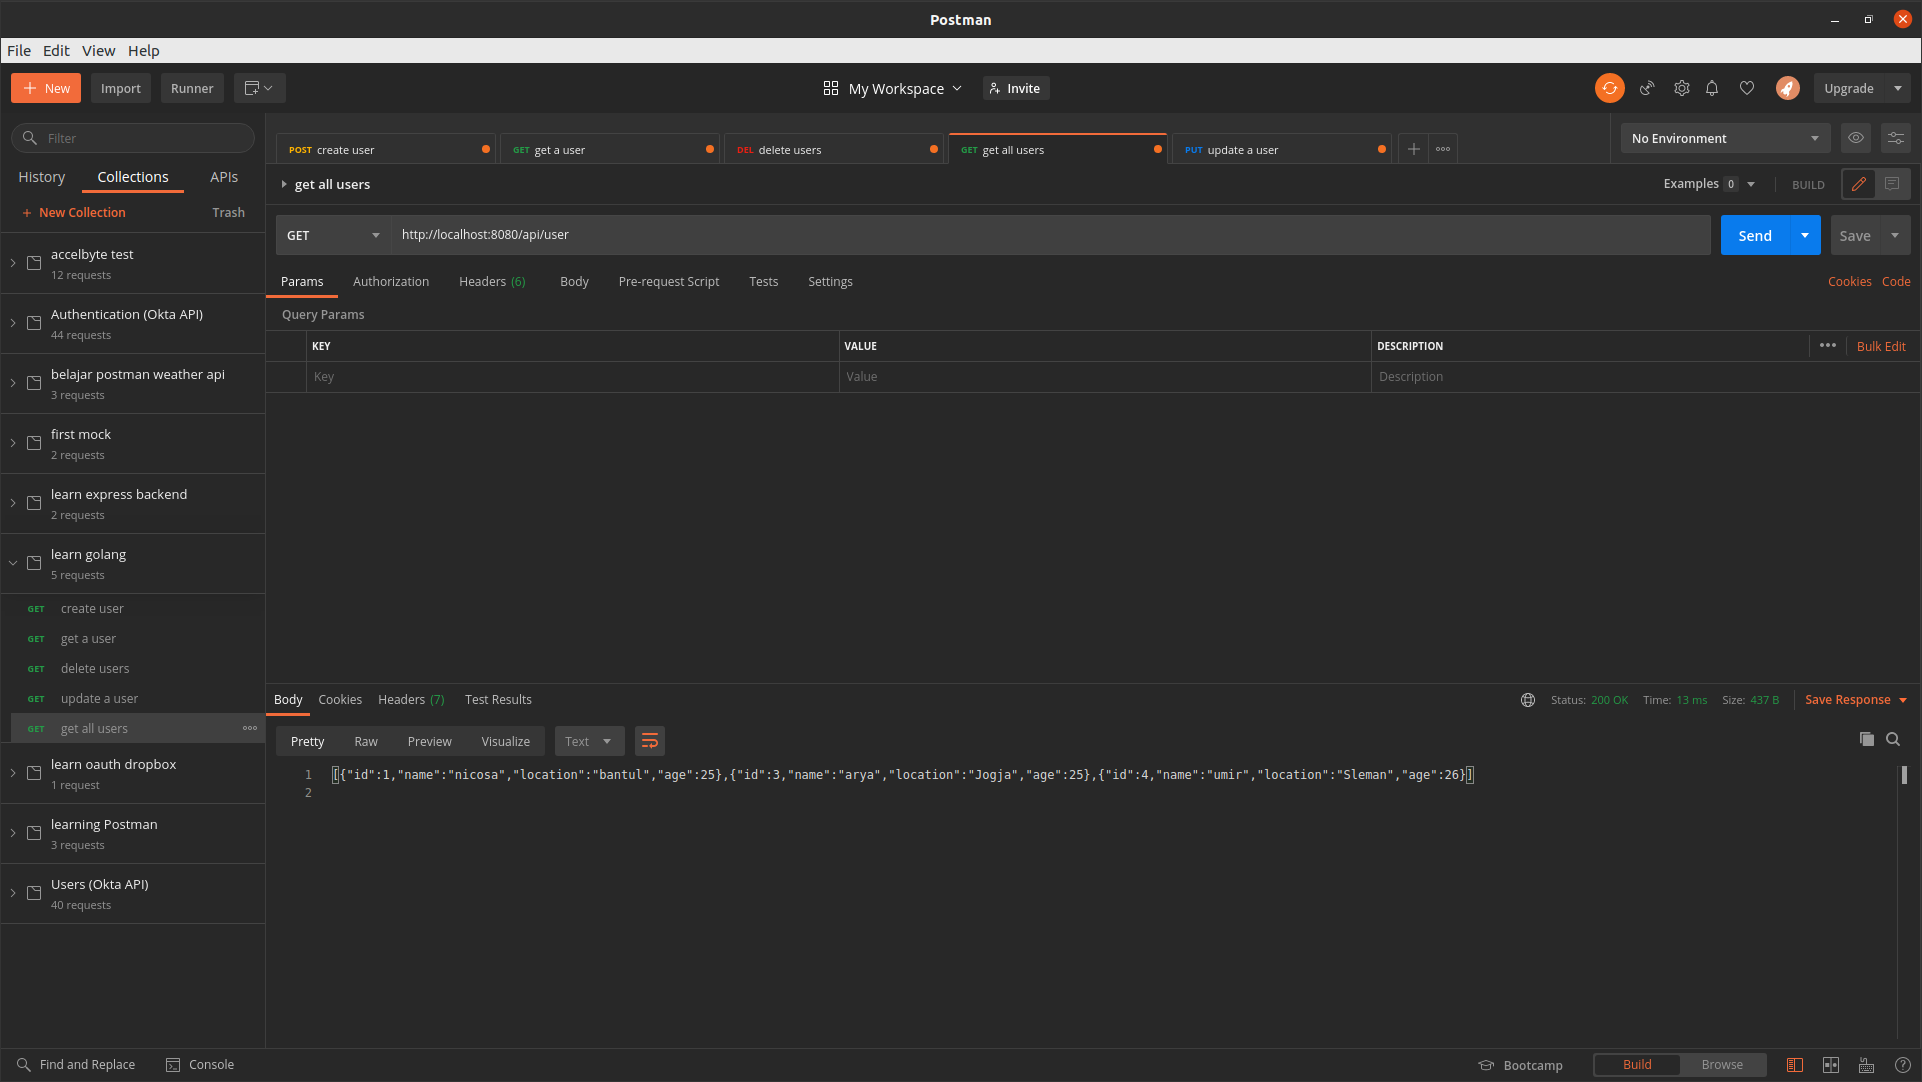 Postman
File Edit View Help
New Import Runner My Workspace Invite Upgrade
Filter
History Collections APIs
+ New Collection Trash
accelbyte test
12 requests
Authentication (Okta API)
44 requests
belajar postman weather api
3 requests
first mock
2 requests
learn express backend
2 requests
learn golang
5 requests
GET create user
GET get a user
GET delete users
GET update a user
GET get all users
learn oauth dropbox
1 request
learning Postman
3 requests
Users (Okta API)
40 requests
POST create user GET get a user DEL delete users GET get all users PUT update a user
No Environment
get all users Examples 0 BUILD
GET http://localhost:8080/api/user Send Save
Params Authorization Headers (6) Body Pre-request Script Tests Settings Cookies Code
Query Params
KEY VALUE DESCRIPTION Bulk Edit
Key Value Description
Body Cookies Headers (7) Test Results Status: 200 OK Time: 13 ms Size: 437 B Save Response
Pretty Raw Preview Visualize Text
1 [{"id":1,"name":"nicosa","location":"bantul","age":25},{"id":3,"name":"arya","location":"Jogja","age":25},{"id":4,"name":"umir","location":"Sleman","age":26}]
2
Find and Replace Console Bootcamp Build Browse